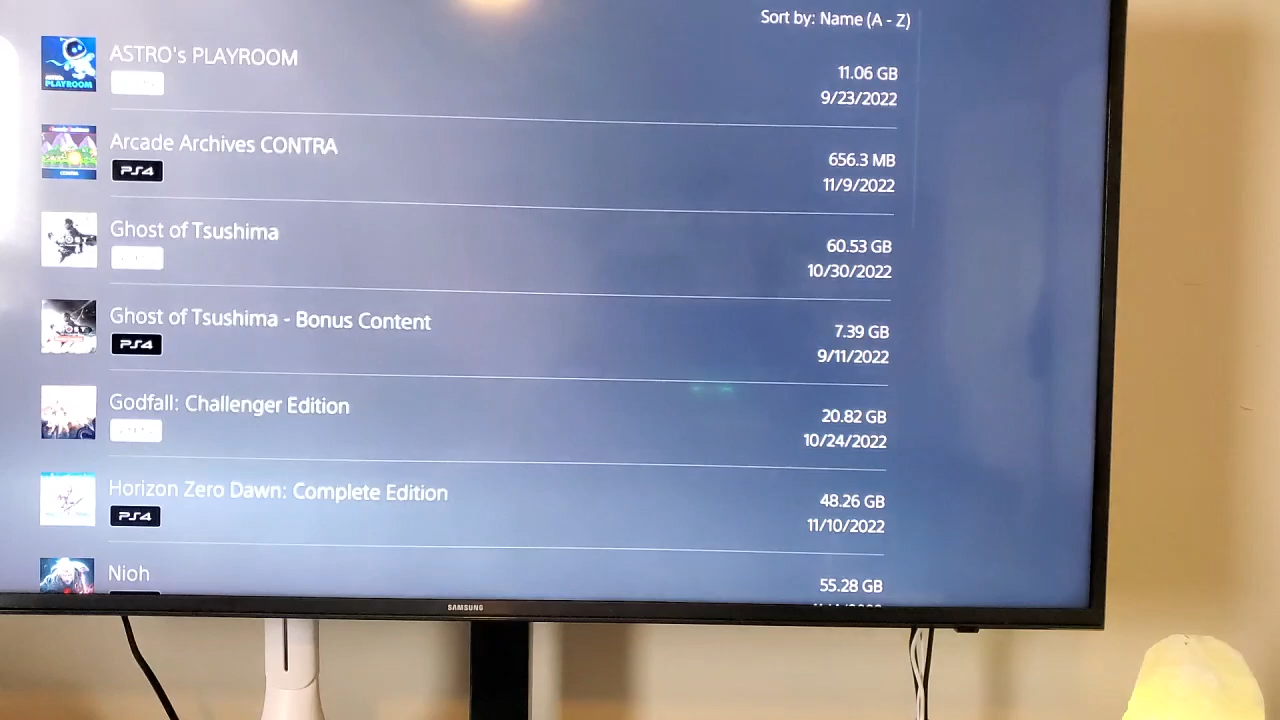 Sort by: Name (A - Z)
ASTRO's PLAYROOM
11.06 GB
9/23/2022
PLAYROOM
Arcade Archives CONTRA
PS4
656.3 MB
11/9/2022
CONTRA
Ghost of Tsushima
60.53 GB
10/30/2022
Ghost of Tsushima - Bonus Content
PS4
7.39 GB
9/11/2022
Godfall: Challenger Edition
20.82 GB
10/24/2022
Horizon Zero Dawn: Complete Edition
PS4
48.26 GB
11/10/2022
Nioh
55.28 GB
SAMSUNG